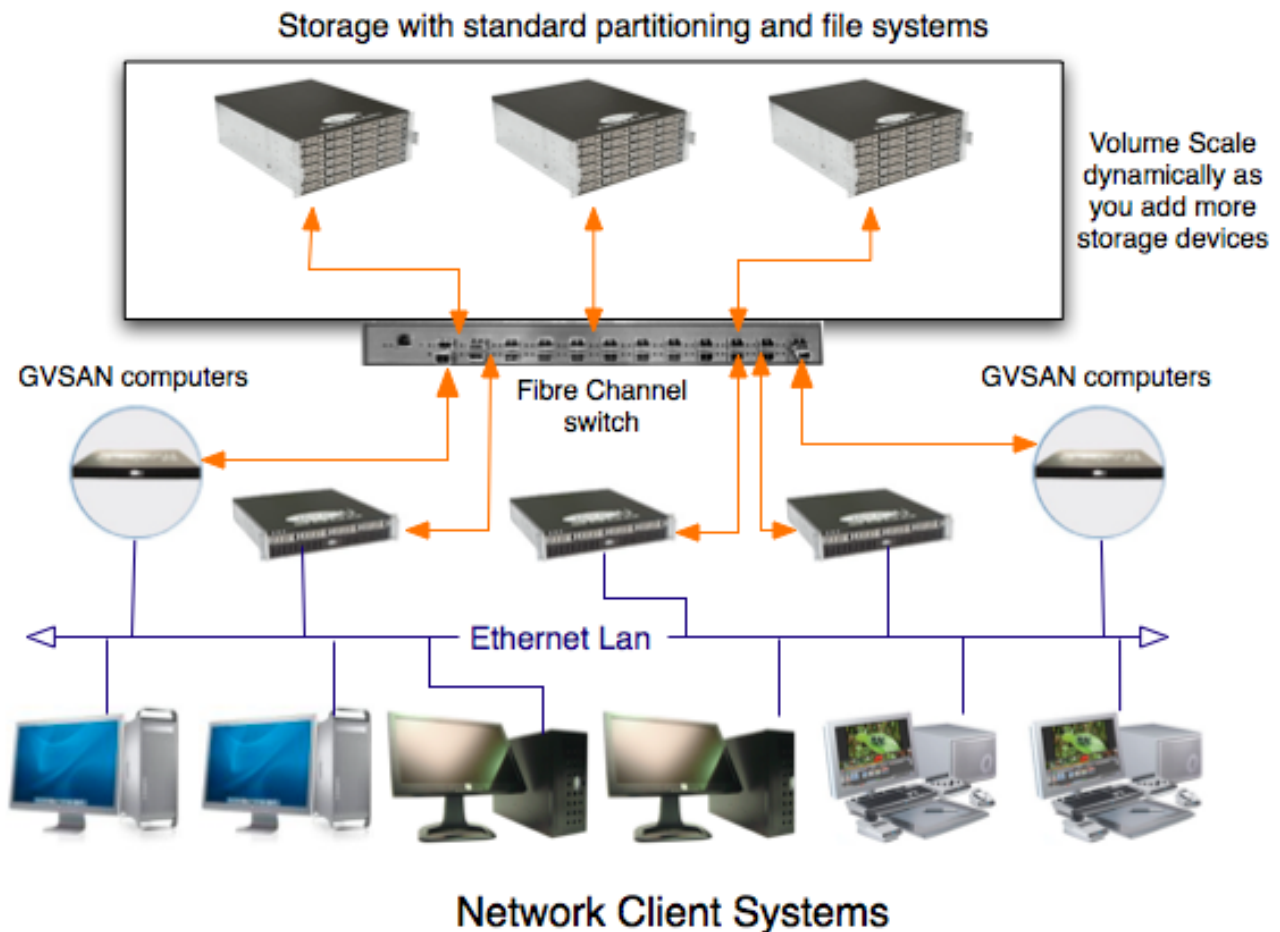 Storage with standard partitioning and file systems
Volume Scale
dynamically as
you add more
storage devices
GVSAN computers
Fibre Channel
switch
GVSAN computers
Ethernet Lan
Network Client Systems